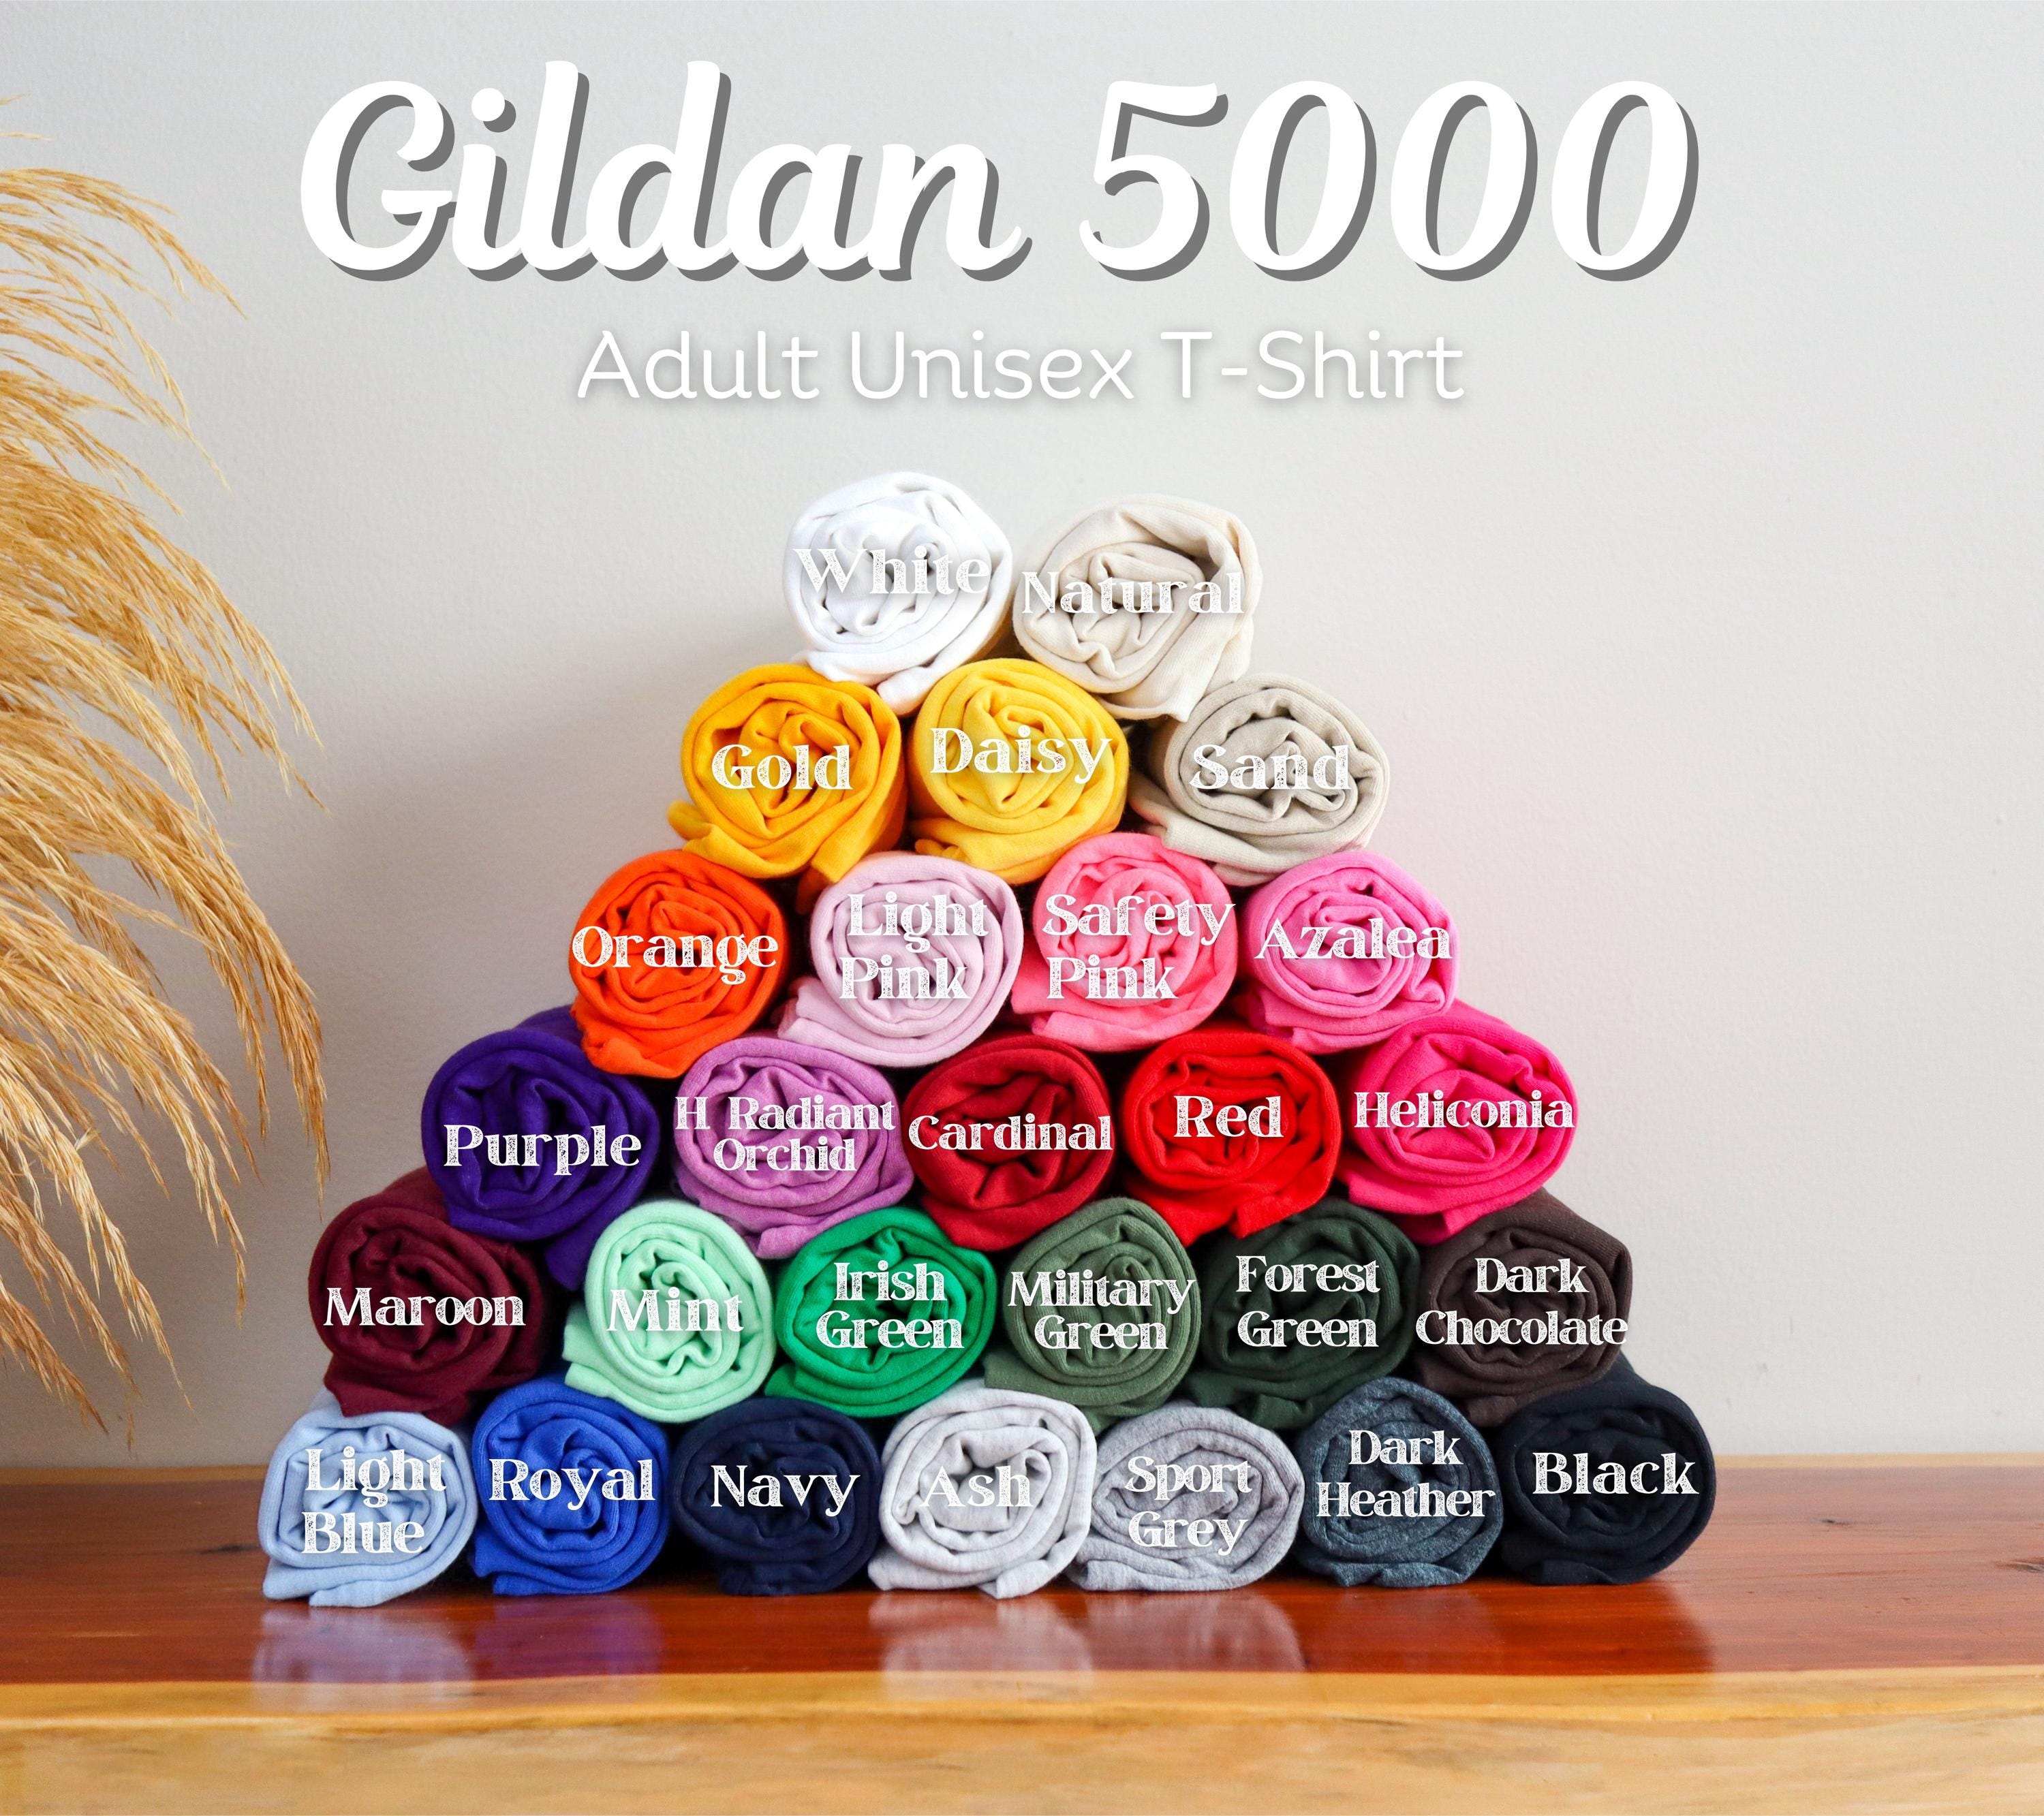 Gildan 5000
Adult Unisex T-Shirt
White
Natural
Gold
Daisy
Sand
Orange
Light
Pink
Safety
Pink
Azalea
Purple
H Radiant
Orchid
Cardinal
Red
Heliconia
Maroon
Mint
Irish
Green
Military
Green
Forest
Green
Dark
Chocolate
Light
Blue
Royal
Navy
Ash
Sport
Grey
Dark
Heather
Black